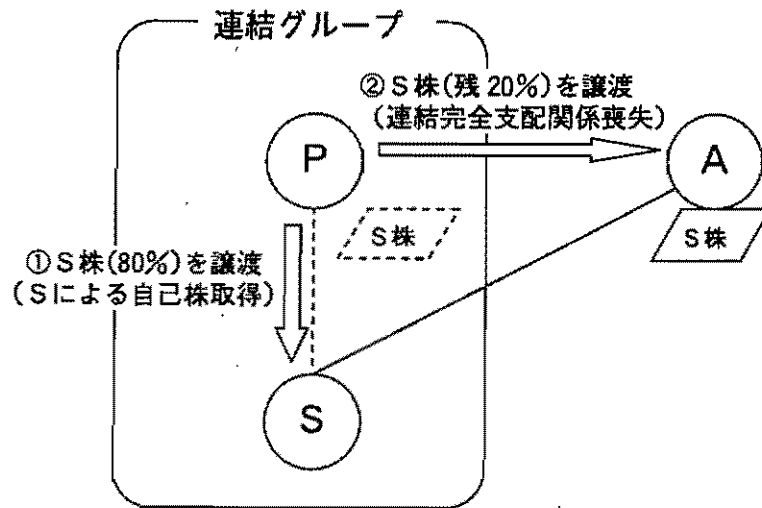 連結グループ
②S株(残20％)を譲渡
(連結完全支配関係喪失)
P
A
S株
S株
①S株(80％)を譲渡
(Sによる自己株取得)
S